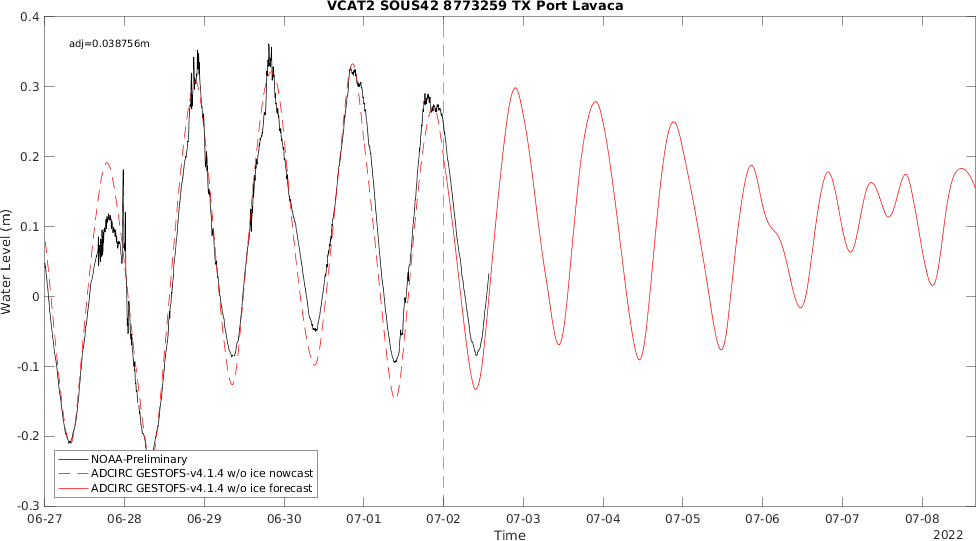 VCAT2 SOUS42 8773259 TX Port Lavaca
adj=0.038756m
Water Level (m)
0.4
0.3
0.2
0.1
0
-0.1
-0.2
-0.3
NOAA-Preliminary
ADCIRC GESTOFS-v4.1.4 w/o ice nowcast
ADCIRC GESTOFS-v4.1.4 w/o ice forecast
06-27 06-28 06-29 06-30 07-01 07-02 07-03 07-04 07-05 07-06 07-07 07-08
Time
2022